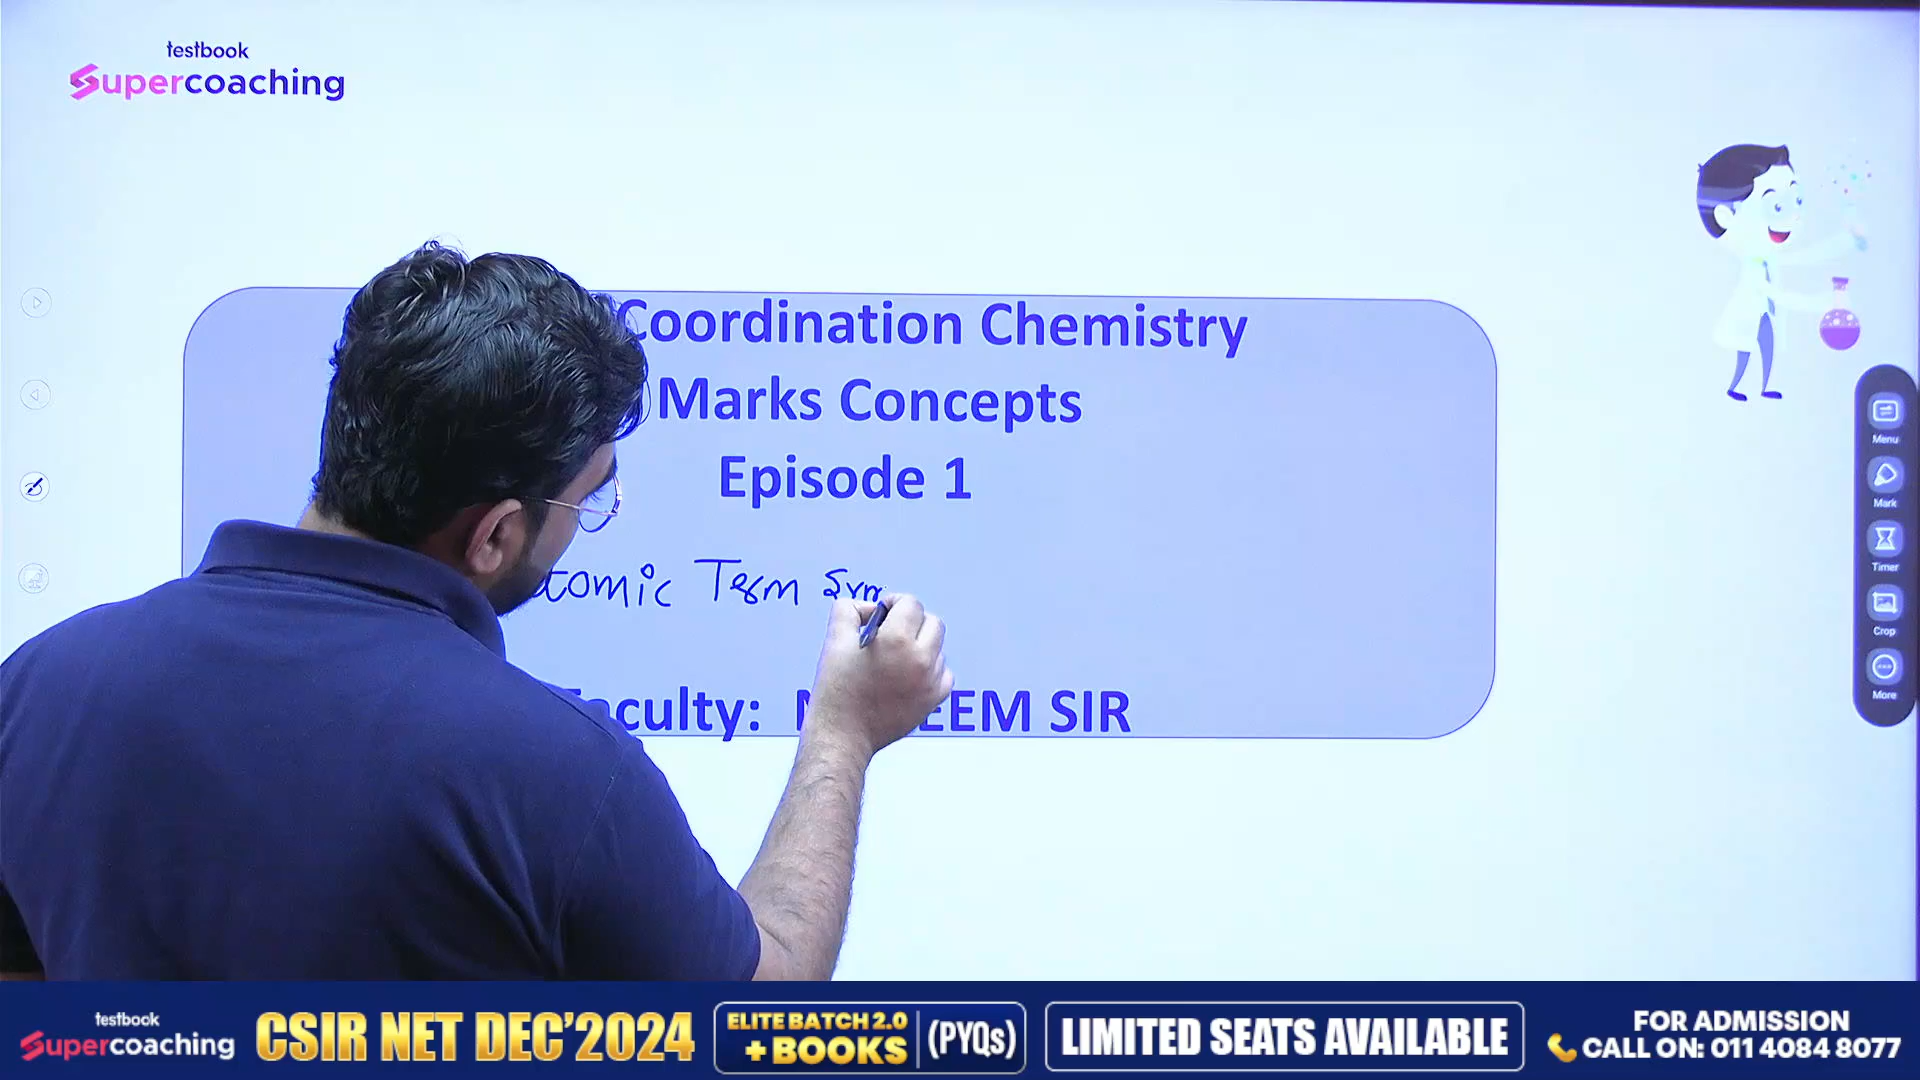 testbook
Supercoaching
Coordination Chemistry
Marks Concepts
Episode 1
Atomic Term Sym
Faculty: EEM SIR
Menu
Mark
Timer
Crop
More
testbook
Supercoaching
CSIR NET DEC'2024
ELITE BATCH 2.0
+ BOOKS
(PYQs)
LIMITED SEATS AVAILABLE
FOR ADMISSION
CALL ON: 011 4084 8077